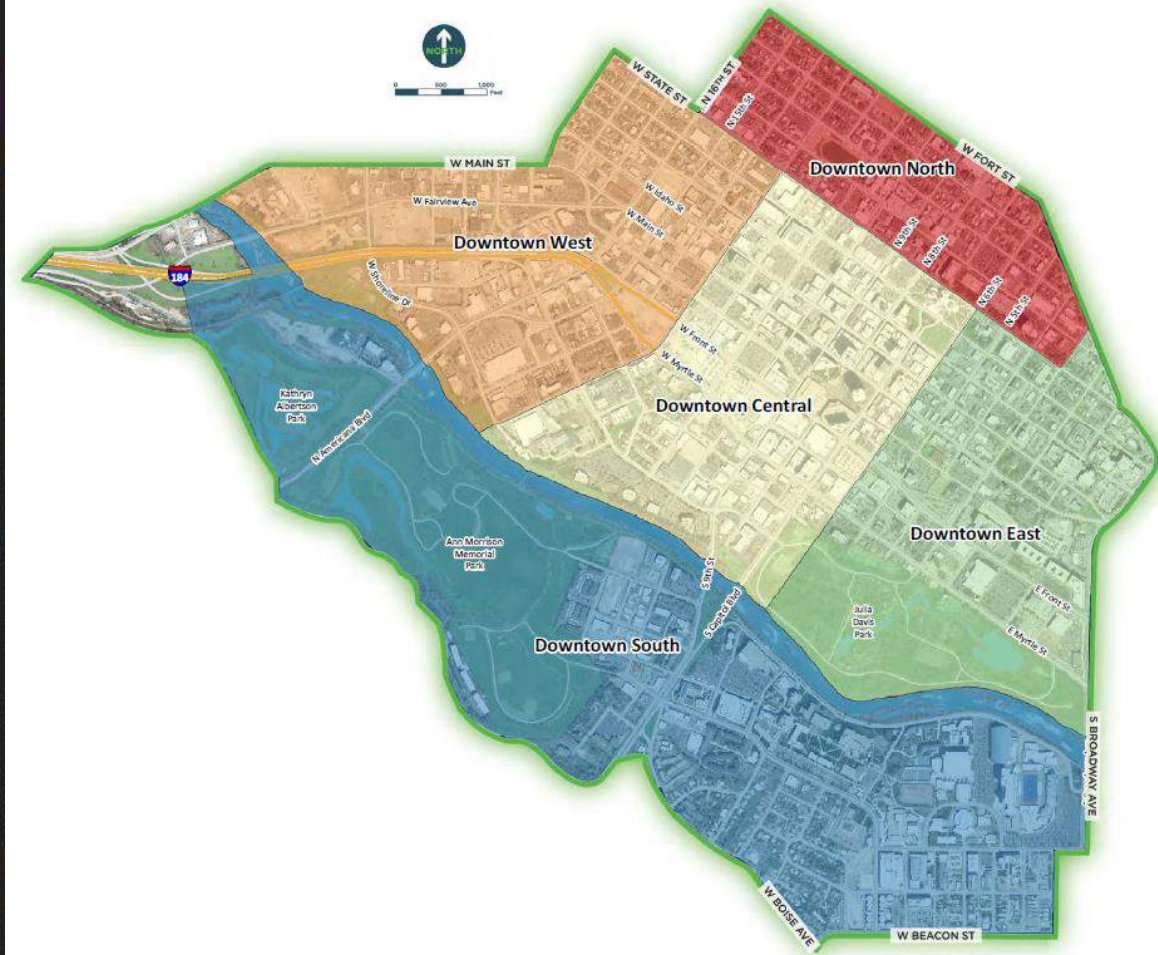 NORTH
0 500 1,000
Feet
W STATE ST
N 16TH ST
N 15th St
W FORT ST
Downtown North
W MAIN ST
W Fairview Ave
W Idaho St
W Main St
Downtown West
N 9th St
N 8th St
N 6th St
N 5th St
184
W Shoreline Dr
W Front St
W Myrtle St
Downtown Central
Kathryn
Albertson
Park
N Americana Blvd
Ann Morrison
Memorial
Park
Downtown East
S 9th St
S Capitol Blvd
Julia
Davis
Park
E Front St
E Myrtle St
Downtown South
S BROADWAY AVE
W BOISE AVE
W BEACON ST